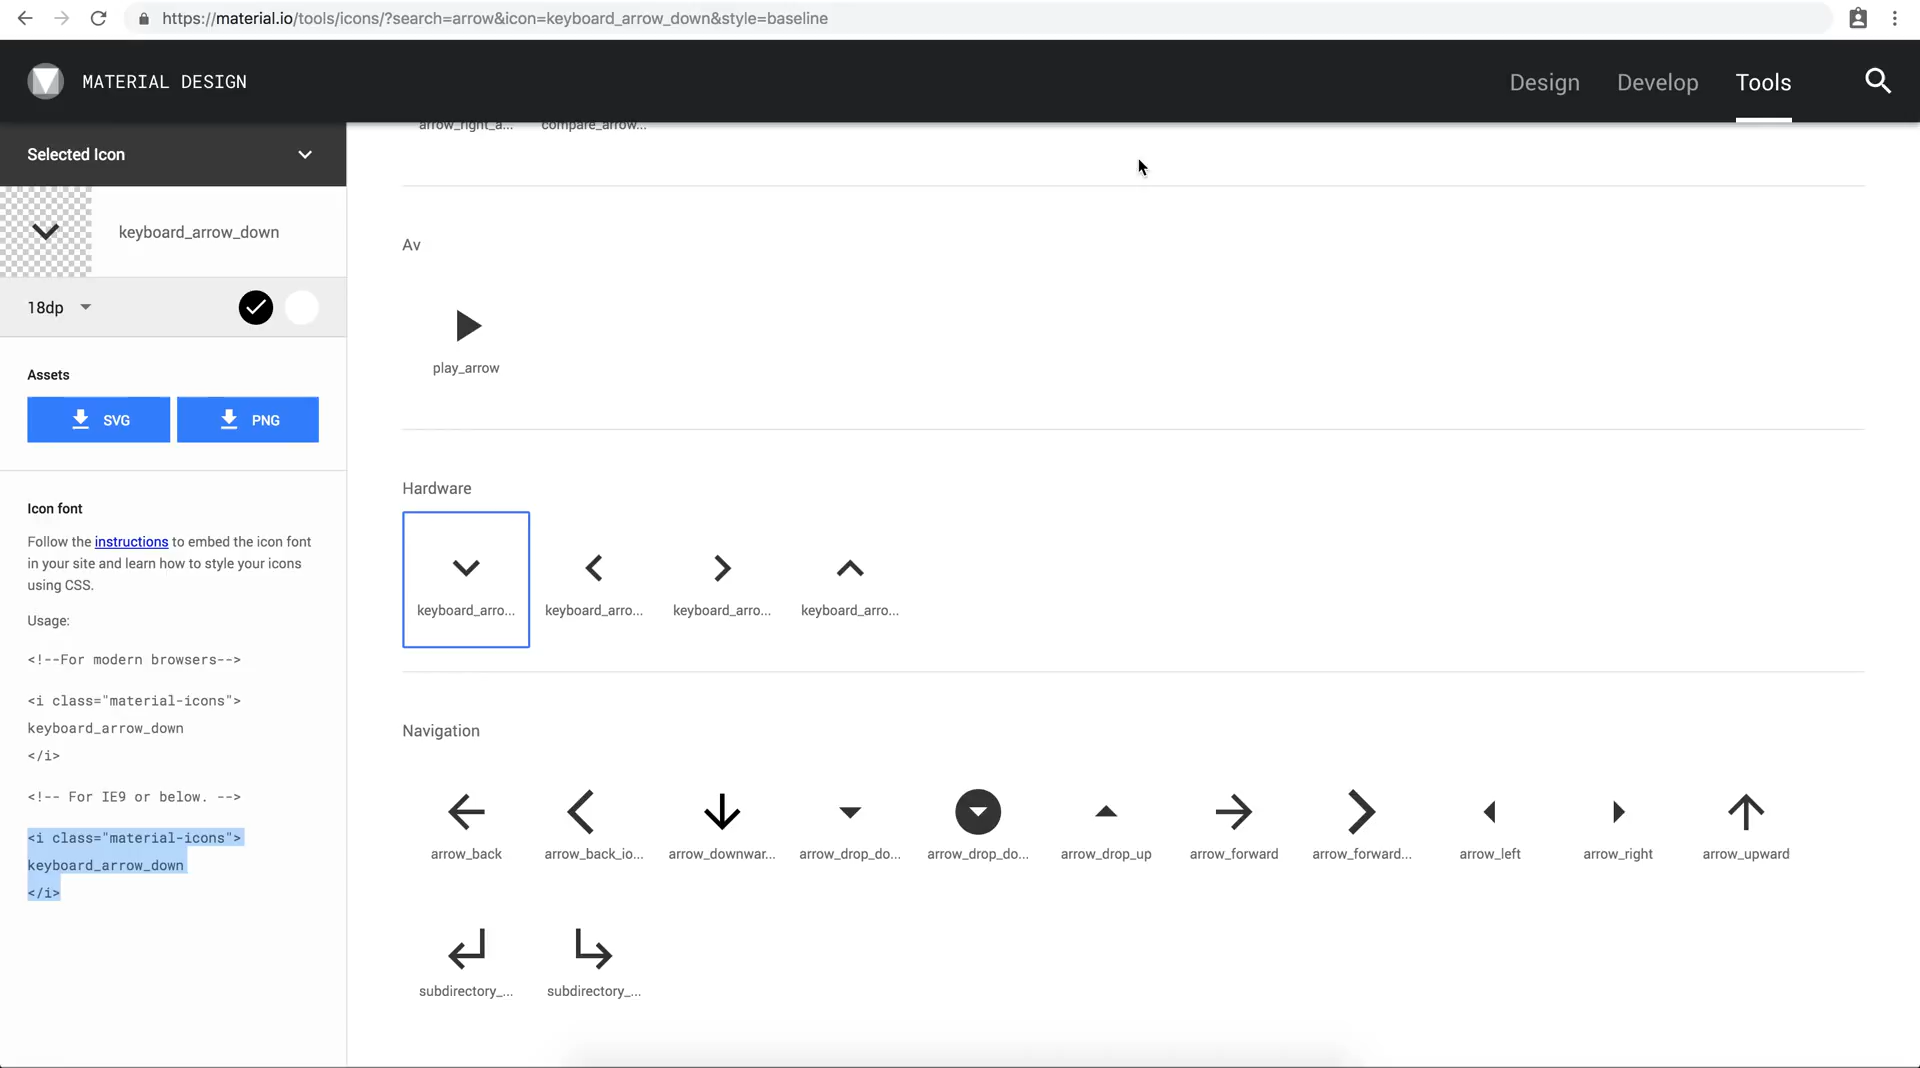 https://material.io/tools/icons/?search=arrow&icon=keyboard_arrow_down&style=baseline
MATERIAL DESIGN
Design
Develop
Tools
Selected Icon
keyboard_arrow_down
18dp
Assets
SVG
PNG
Icon font
Follow the instructions to embed the icon font
in your site and learn how to style your icons
using CSS.
Usage:
<!--For modern browsers-->
<i class="material-icons">
keyboard_arrow_down
</i>
<!-- For IE9 or below. -->
<i class="material-icons">
keyboard_arrow_down
</i>
arrow_right_a...
compare_arrow...
Av
play_arrow
Hardware
keyboard_arro...
keyboard_arro...
keyboard_arro...
keyboard_arro...
Navigation
arrow_back
arrow_back_io...
arrow_downwar...
arrow_drop_do...
arrow_drop_do...
arrow_drop_up
arrow_forward
arrow_forward...
arrow_left
arrow_right
arrow_upward
subdirectory_...
subdirectory_...